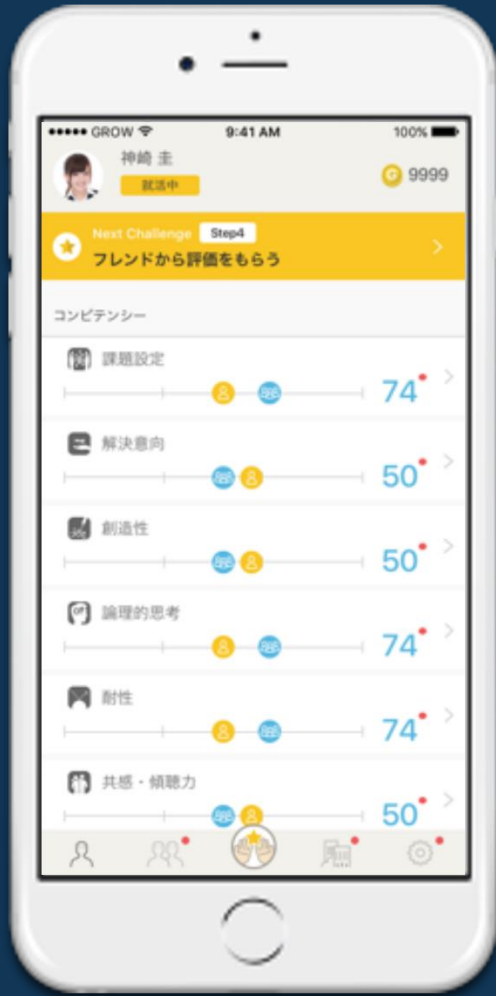 GROW 9:41 AM 100%
神崎 圭
就活中
G 9999
Next Challenge Step4
フレンドから評価をもらう
コンピテンシー
課題設定
74
解決意向
50
創造性
50
論理的思考
74
耐性
74
共感・傾聴力
50